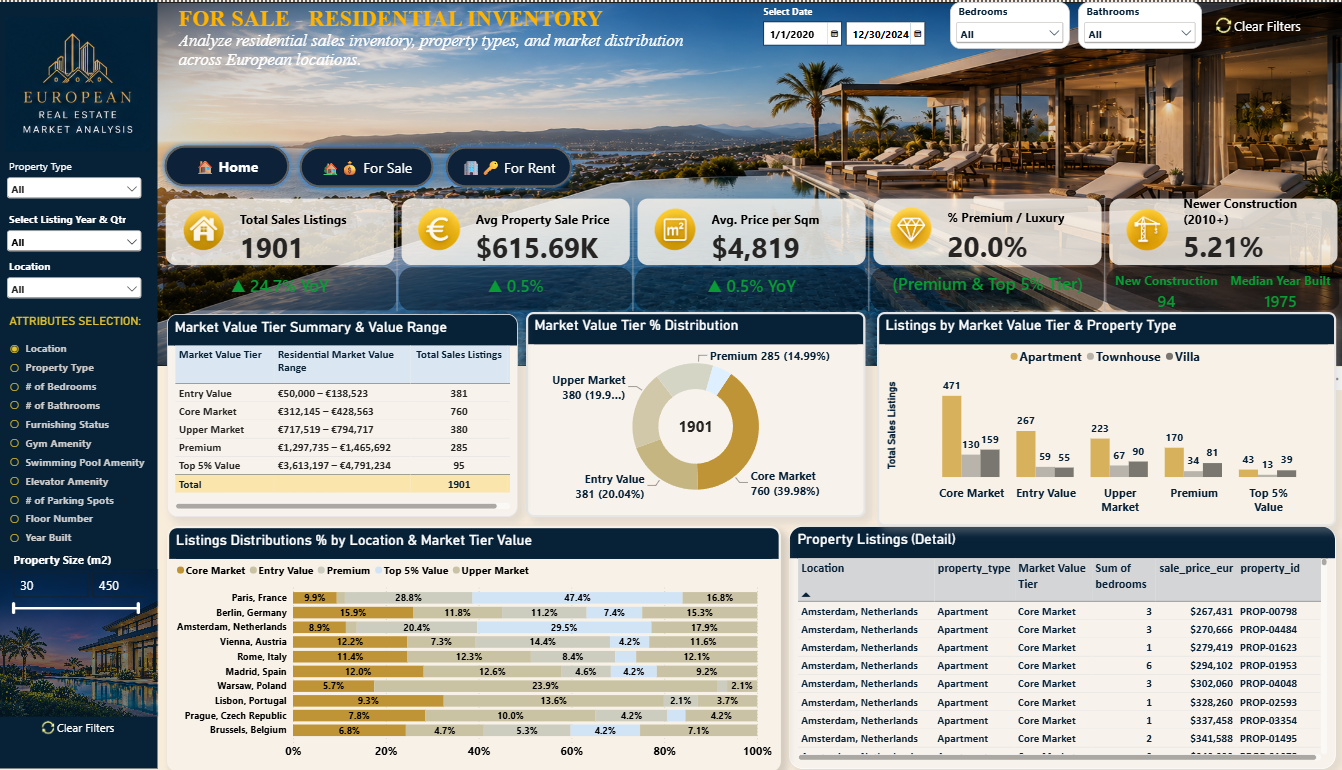 FOR SALE - RESIDENTIAL INVENTORY
Analyze residential sales inventory, property types, and market distribution
across European locations.
Select Date
1/1/2020
12/30/2024
Bedrooms
All
Bathrooms
All
Clear Filters
EUROPEAN
REAL ESTATE
MARKET ANALYSIS
Home
For Sale
For Rent
Property Type
All
Select Listing Year & Qtr
All
Location
All
ATTRIBUTES SELECTION:
Location
Property Type
# of Bedrooms
# of Bathrooms
Furnishing Status
Gym Amenity
Swimming Pool Amenity
Elevator Amenity
# of Parking Spots
Floor Number
Year Built
Property Size (m2)
30 450
Clear Filters
Total Sales Listings
1901
▲ 24.7% YoY
€
Avg Property Sale Price
$615.69K
▲ 0.5%
m²
Avg. Price per Sqm
$4,819
▲ 0.5% YoY
% Premium / Luxury
20.0%
(Premium & Top 5% Tier)
Newer Construction
(2010+)
5.21%
New Construction Median Year Built
94 1975
Market Value Tier Summary & Value Range
Market Value Tier Residential Market Value Total Sales Listings
Range
Entry Value €50,000 – €138,523 381
Core Market €312,145 – €428,563 760
Upper Market €717,519 – €794,717 380
Premium €1,297,735 – €1,465,692 285
Top 5% Value €3,613,197 – €4,791,234 95
Total 1901
Market Value Tier % Distribution
Premium 285 (14.99%)
Upper Market
380 (19.9...)
1901
Entry Value
381 (20.04%)
Core Market
760 (39.98%)
Listings by Market Value Tier & Property Type
Apartment Townhouse Villa
Total Sales Listings
471 130 159
267 59 55
223 67 90
170 34 81
43 13 39
Core Market Entry Value Upper Premium Top 5%
Market Value
Listings Distributions % by Location & Market Tier Value
Core Market Entry Value Premium Top 5% Value Upper Market
Paris, France 9.9% 28.8% 47.4% 16.8%
Berlin, Germany 15.9% 11.8% 11.2% 7.4% 15.3%
Amsterdam, Netherlands 8.9% 20.4% 29.5% 17.9%
Vienna, Austria 12.2% 7.3% 14.4% 4.2% 11.6%
Rome, Italy 11.4% 12.3% 8.4% 12.1%
Madrid, Spain 12.0% 12.6% 4.6% 4.2% 9.2%
Warsaw, Poland 5.7% 23.9% 2.1%
Lisbon, Portugal 9.3% 13.6% 2.1% 3.7%
Prague, Czech Republic 7.8% 10.0% 4.2% 4.2%
Brussels, Belgium 6.8% 4.7% 5.3% 4.2% 7.1%
0% 20% 40% 60% 80% 100%
Property Listings (Detail)
Location property_type Market Value Sum of sale_price_eur property_id
Tier bedrooms
Amsterdam, Netherlands Apartment Core Market 3 $267,431 PROP-00798
Amsterdam, Netherlands Apartment Core Market 3 $270,666 PROP-04484
Amsterdam, Netherlands Apartment Core Market 1 $279,419 PROP-01623
Amsterdam, Netherlands Apartment Core Market 6 $294,102 PROP-01953
Amsterdam, Netherlands Apartment Core Market 3 $302,060 PROP-04048
Amsterdam, Netherlands Apartment Core Market 1 $328,260 PROP-02593
Amsterdam, Netherlands Apartment Core Market 1 $337,458 PROP-03354
Amsterdam, Netherlands Apartment Core Market 2 $341,588 PROP-01495